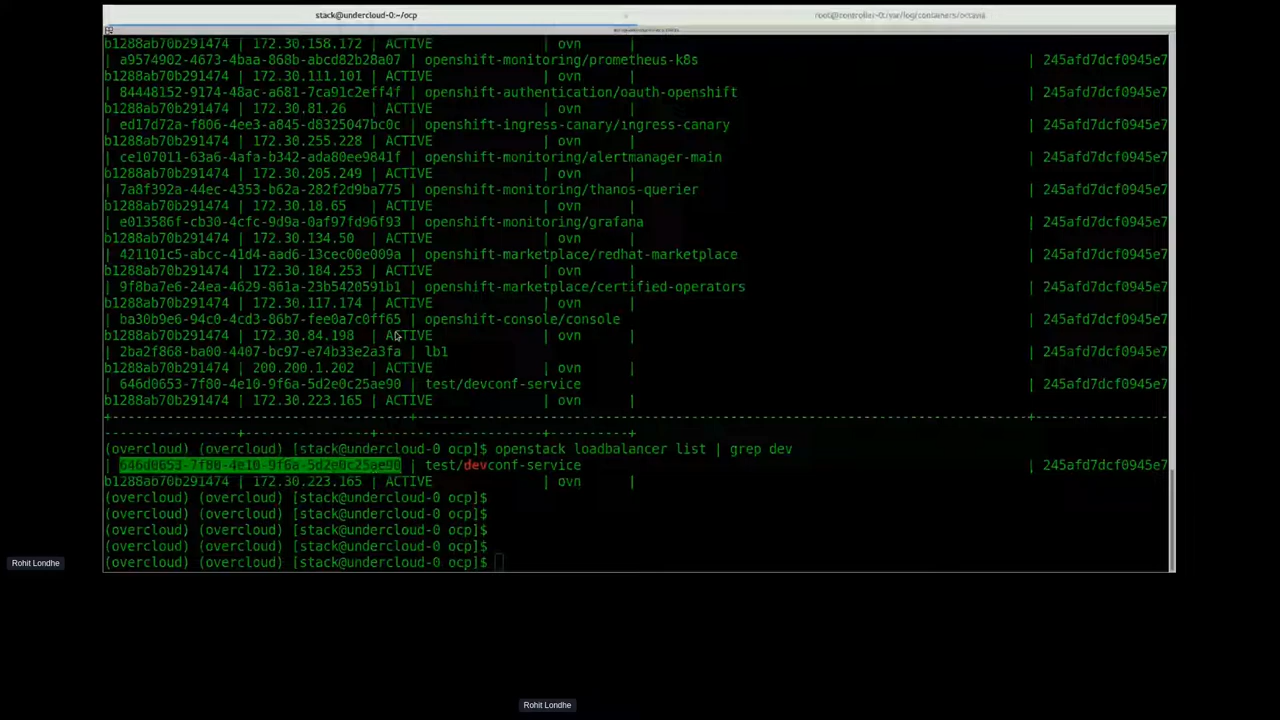 stack@undercloud-0:~/ocp
root@controller-0:/var/log/containers/octavia
b1288ab70b291474 | 172.30.158.172 | ACTIVE | ovn |
| a9574902-4673-4baa-868b-abcd82b28a07 | openshift-monitoring/prometheus-k8s | 245afd7dcf0945e7
b1288ab70b291474 | 172.30.111.101 | ACTIVE | ovn |
| 84448152-9174-48ac-a681-7ca91c2eff4f | openshift-authentication/oauth-openshift | 245afd7dcf0945e7
b1288ab70b291474 | 172.30.81.26 | ACTIVE | ovn |
| ed17d72a-f806-4ee3-a845-d8325047bc0c | openshift-ingress-canary/ingress-canary | 245afd7dcf0945e7
b1288ab70b291474 | 172.30.255.228 | ACTIVE | ovn |
| ce107011-63a6-4afa-b342-ada80ee9841f | openshift-monitoring/alertmanager-main | 245afd7dcf0945e7
b1288ab70b291474 | 172.30.205.249 | ACTIVE | ovn |
| 7a8f392a-44ec-4353-b62a-282f2d9ba775 | openshift-monitoring/thanos-querier | 245afd7dcf0945e7
b1288ab70b291474 | 172.30.18.65 | ACTIVE | ovn |
| e013586f-cb30-4cfc-9d9a-0af97fd96f93 | openshift-monitoring/grafana | 245afd7dcf0945e7
b1288ab70b291474 | 172.30.134.50 | ACTIVE | ovn |
| 421101c5-abcc-41d4-aad6-13cec00e009a | openshift-marketplace/redhat-marketplace | 245afd7dcf0945e7
b1288ab70b291474 | 172.30.184.253 | ACTIVE | ovn |
| 9f8ba7e6-24ea-4629-861a-23b5420591b1 | openshift-marketplace/certified-operators | 245afd7dcf0945e7
b1288ab70b291474 | 172.30.117.174 | ACTIVE | ovn |
| ba30b9e6-94c0-4cd3-86b7-fee0a7c0ff65 | openshift-console/console | 245afd7dcf0945e7
b1288ab70b291474 | 172.30.84.198 | ACTIVE | ovn |
| 2ba2f868-ba00-4407-bc97-e74b33e2a3fa | lb1 | 245afd7dcf0945e7
b1288ab70b291474 | 200.200.1.202 | ACTIVE | ovn |
| 646d0653-7f80-4e10-9f6a-5d2e0c25ae90 | test/devconf-service | 245afd7dcf0945e7
b1288ab70b291474 | 172.30.223.165 | ACTIVE | ovn |
(overcloud) (overcloud) [stack@undercloud-0 ocp]$ openstack loadbalancer list | grep dev
| 646d0653-7f80-4e10-9f6a-5d2e0c25ae90 | test/devconf-service | 245afd7dcf0945e7
b1288ab70b291474 | 172.30.223.165 | ACTIVE | ovn |
(overcloud) (overcloud) [stack@undercloud-0 ocp]$
(overcloud) (overcloud) [stack@undercloud-0 ocp]$
(overcloud) (overcloud) [stack@undercloud-0 ocp]$
(overcloud) (overcloud) [stack@undercloud-0 ocp]$
(overcloud) (overcloud) [stack@undercloud-0 ocp]$
Rohit Londhe
Rohit Londhe